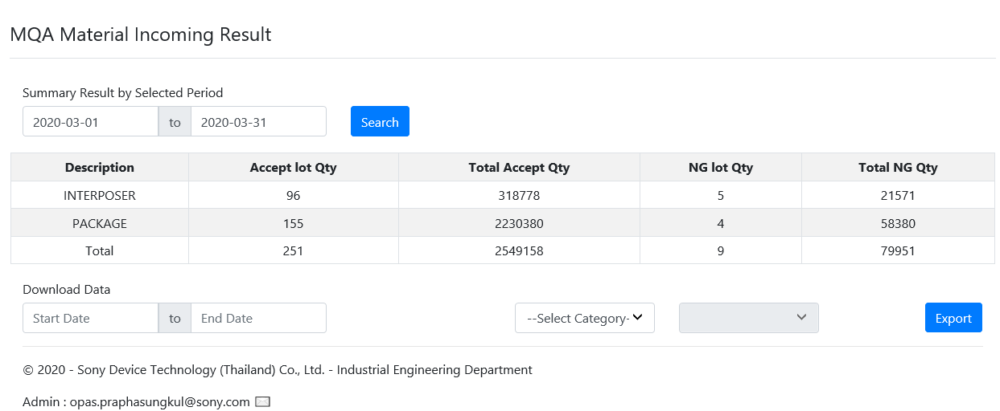 MQA Material Incoming Result
Summary Result by Selected Period
2020-03-01 to 2020-03-31 Search
Description Accept lot Qty Total Accept Qty NG lot Qty Total NG Qty
INTERPOSER 96 318778 5 21571
PACKAGE 155 2230380 4 58380
Total 251 2549158 9 79951
Download Data
Start Date to End Date --Select Category- Export
© 2020 - Sony Device Technology (Thailand) Co., Ltd. - Industrial Engineering Department
Admin : opas.praphasungkul@sony.com